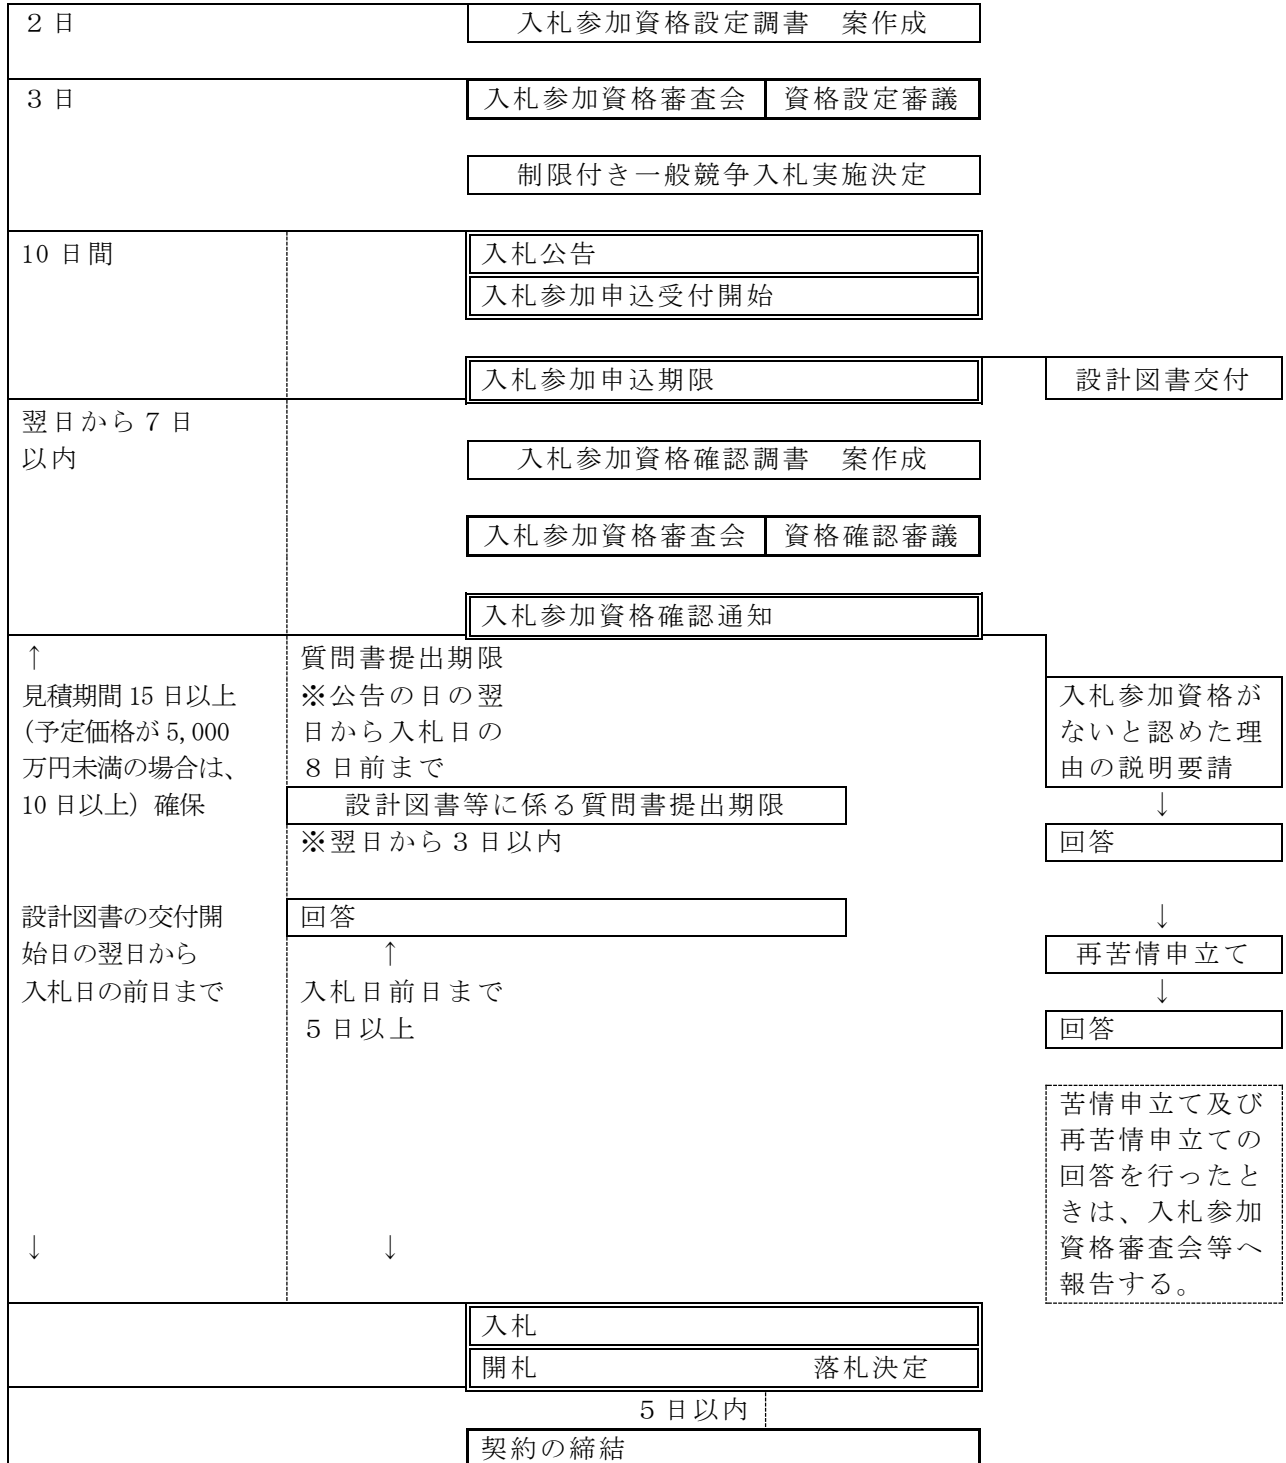 ２日
入札参加資格設定調書　案作成
３日
入札参加資格審査会　資格設定審議
制限付き一般競争入札実施決定
10日間
入札公告
入札参加申込受付開始
入札参加申込期限
設計図書交付
翌日から７日
以内
入札参加資格確認調書　案作成
入札参加資格審査会　資格確認審議
入札参加資格確認通知
↑
見積期間15日以上
（予定価格が5,000
万円未満の場合は、
10日以上）確保
設計図書の交付開
始日の翌日から
入札日の前日まで
↓
質問書提出期限
※公告の日の翌
日から入札日の
８日前まで
設計図書等に係る質問書提出期限
※翌日から３日以内
回答
↑
入札日前日まで
５日以上
↓
入札参加資格が
ないと認めた理
由の説明要請
↓
回答
↓
再苦情申立て
↓
回答
苦情申立て及び
再苦情申立ての
回答を行ったと
きは、入札参加
資格審査会等へ
報告する。
入札
開札　落札決定
５日以内
契約の締結